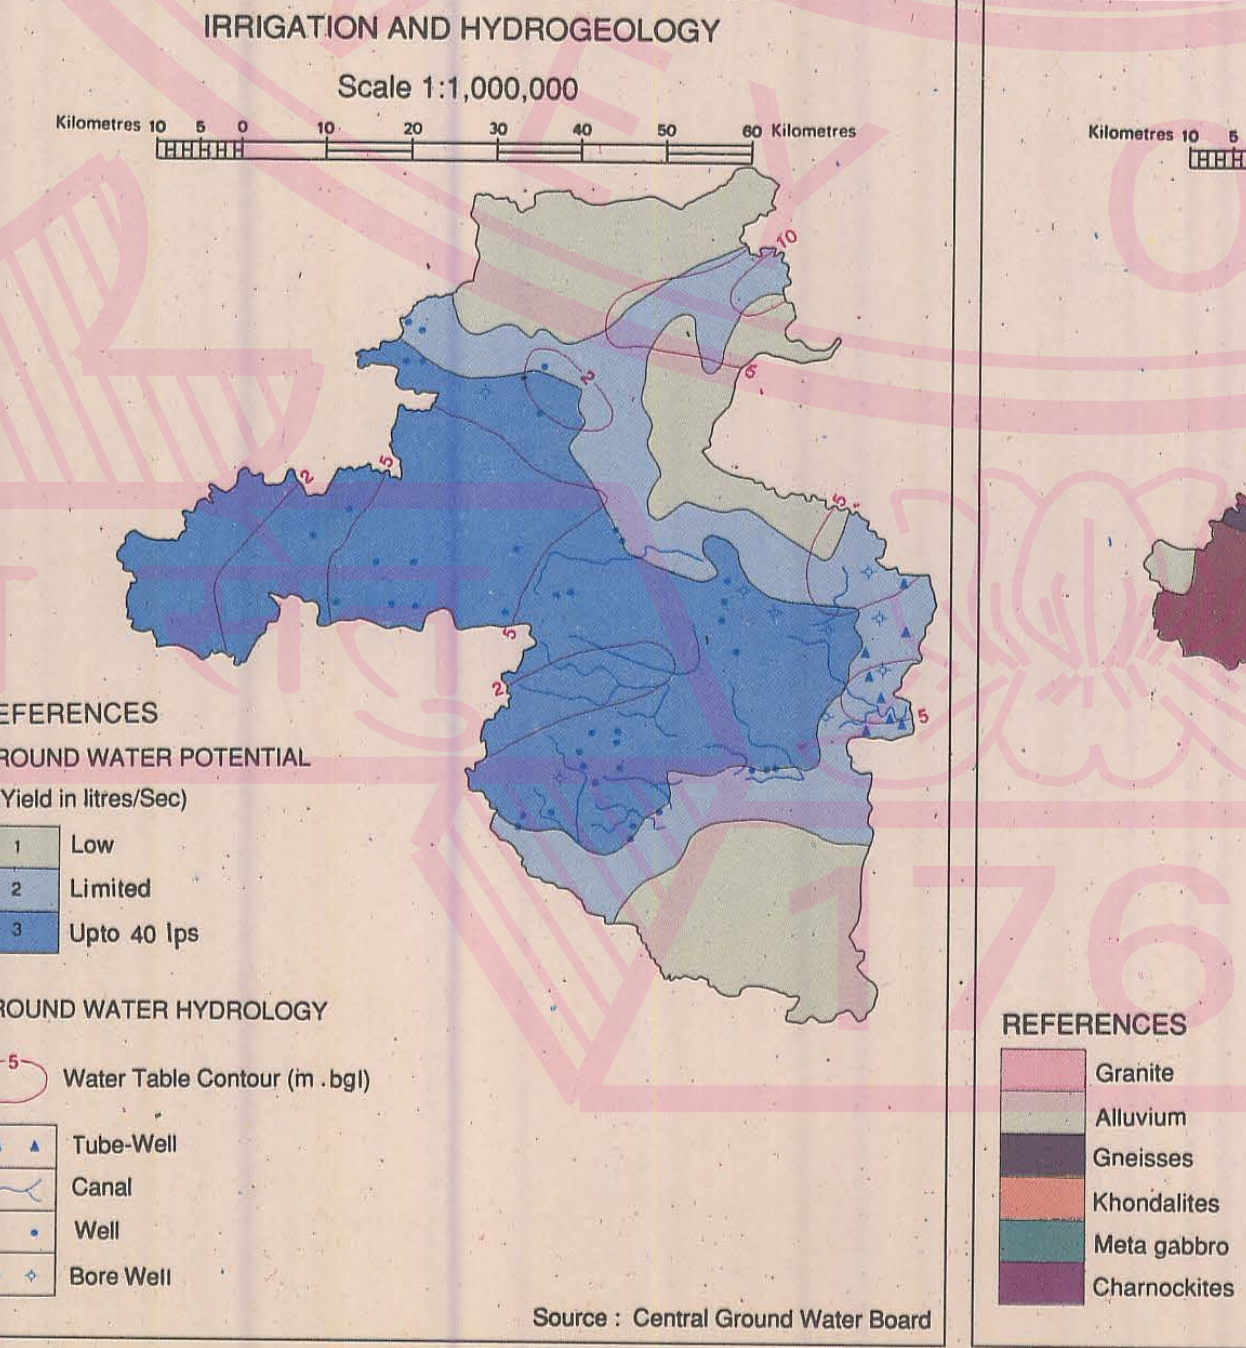 IRRIGATION AND HYDROGEOLOGY
Scale 1:1,000,000
Kilometres 10 5 0 10 20 30 40 50 60 Kilometres
10
2
5
5
2
5
5
5
2
5
EFERENCES
ROUND WATER POTENTIAL
(Yield in litres/Sec)
1 Low
2 Limited
3 Upto 40 lps
ROUND WATER HYDROLOGY
5 Water Table Contour (m .bgl)
Tube-Well
Canal
Well
Bore Well
Source : Central Ground Water Board
Kilometres 10 5
REFERENCES
Granite
Alluvium
Gneisses
Khondalites
Meta gabbro
Charnockites
176